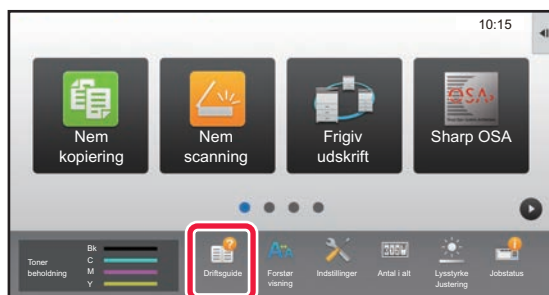 10:15
Nem
kopiering
Nem
scanning
Frigiv
udskrift
OSA
Sharp OSA
Toner
beholdning
Bk
C
M
Y
Driftsguide
Forstør
visning
Indstillinger
Antal i alt
Lysstyrke
Justering
Jobstatus